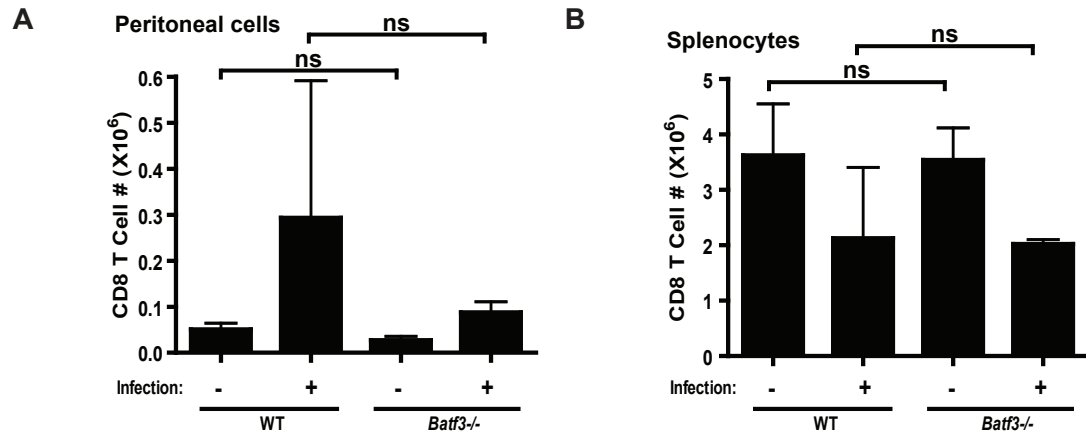 A
Peritoneal cells
ns
ns
CD8 T Cell # (X10⁶)
0.6
0.5
0.4
0.3
0.2
0.1
0.0
Infection: - + - +
WT Batf3-/-
B
Splenocytes
ns
ns
CD8 T Cell # (X10⁶)
5
4
3
2
1
0
Infection: - + - +
WT Batf3-/-